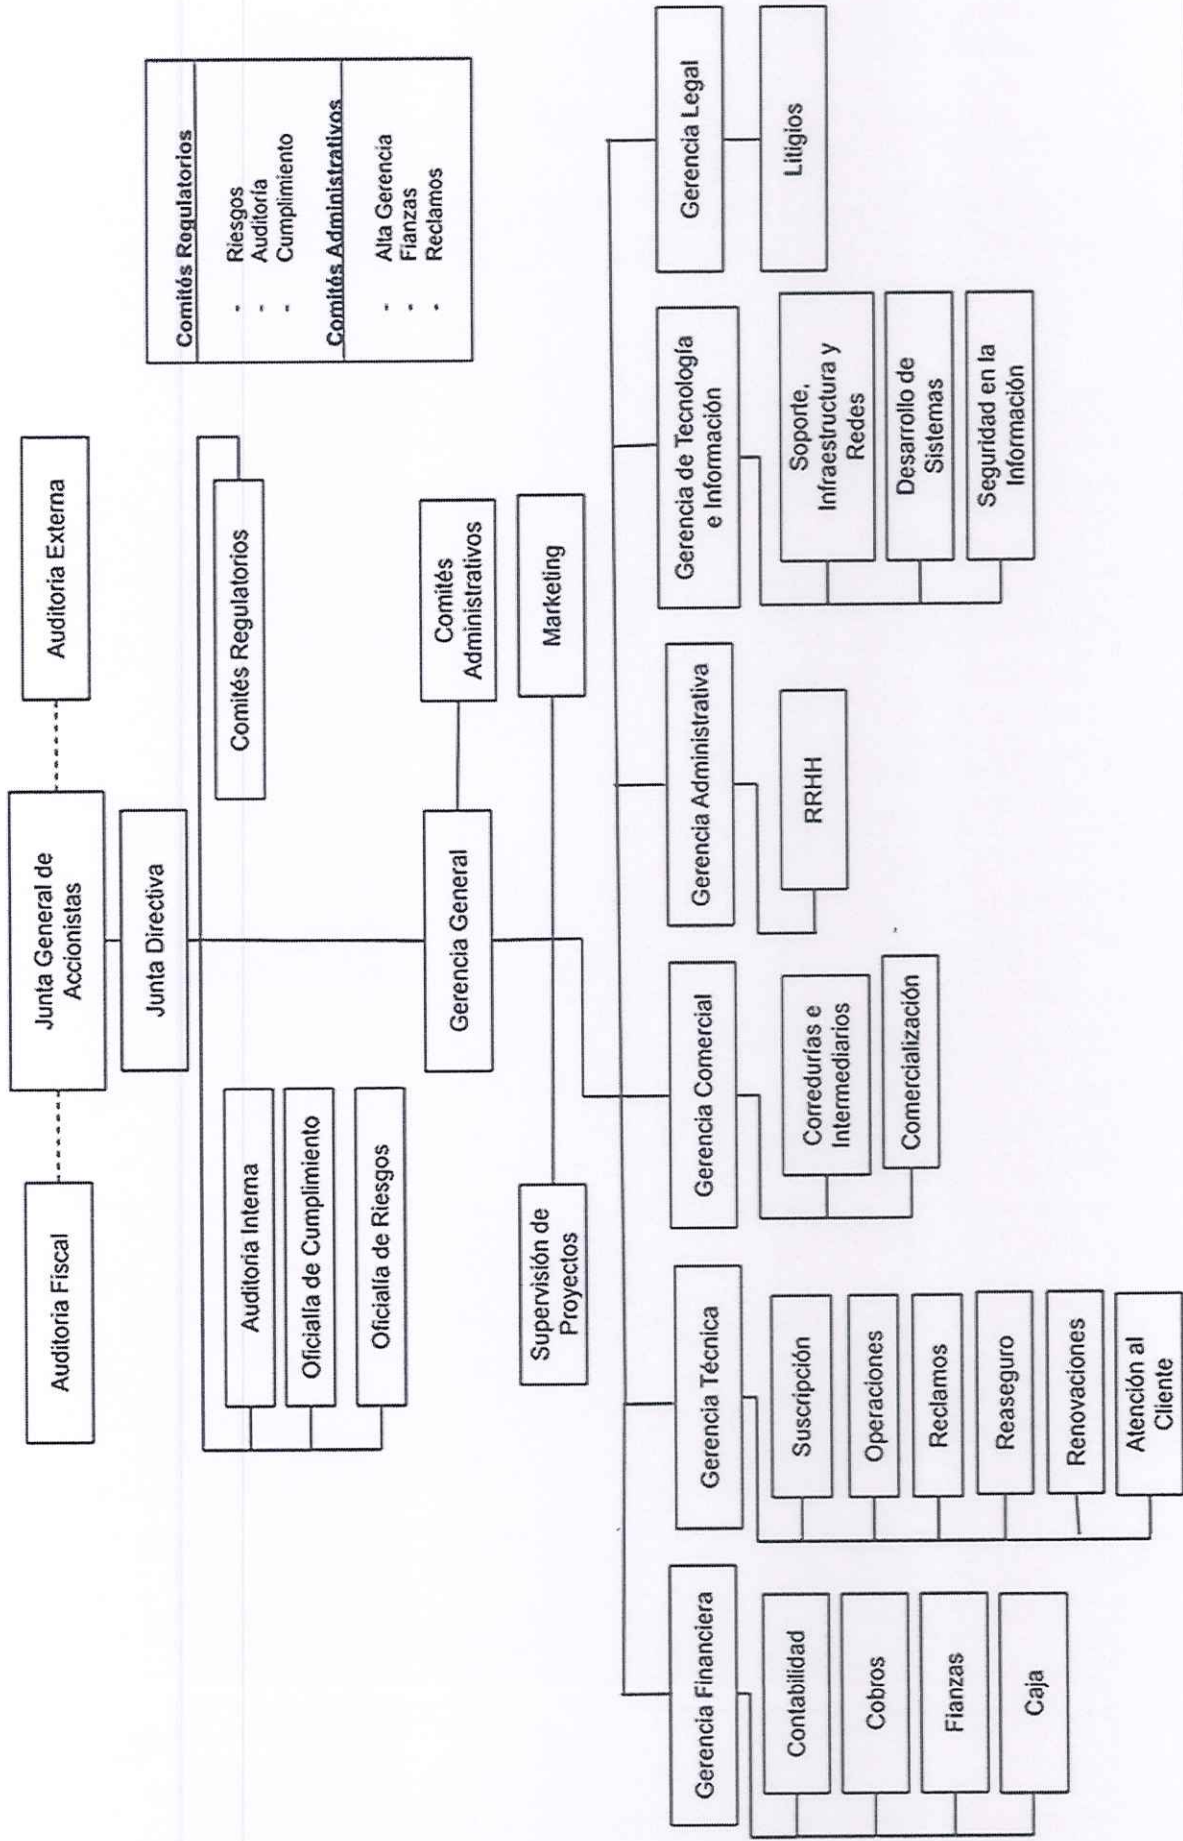 Auditoria Fiscal
Junta General de
Accionistas
Auditoria Externa
Junta Directiva
Auditoria Interna
Oficialía de Cumplimiento
Oficialía de Riesgos
Comités Regulatorios
Comités Regulatorios
- Riesgos
- Auditoría
- Cumplimiento
Comités Administrativos
- Alta Gerencia
- Fianzas
- Reclamos
Gerencia General
Comités
Administrativos
Supervisión de
Proyectos
Marketing
Gerencia Financiera
Contabilidad
Cobros
Fianzas
Caja
Gerencia Técnica
Suscripción
Operaciones
Reclamos
Reaseguro
Renovaciones
Atención al
Cliente
Gerencia Comercial
Corredurías e
Intermediarios
Comercialización
Gerencia Administrativa
RRHH
Gerencia de Tecnología
e Información
Soporte,
Infraestructura y
Redes
Desarrollo de
Sistemas
Seguridad en la
Información
Gerencia Legal
Litigios